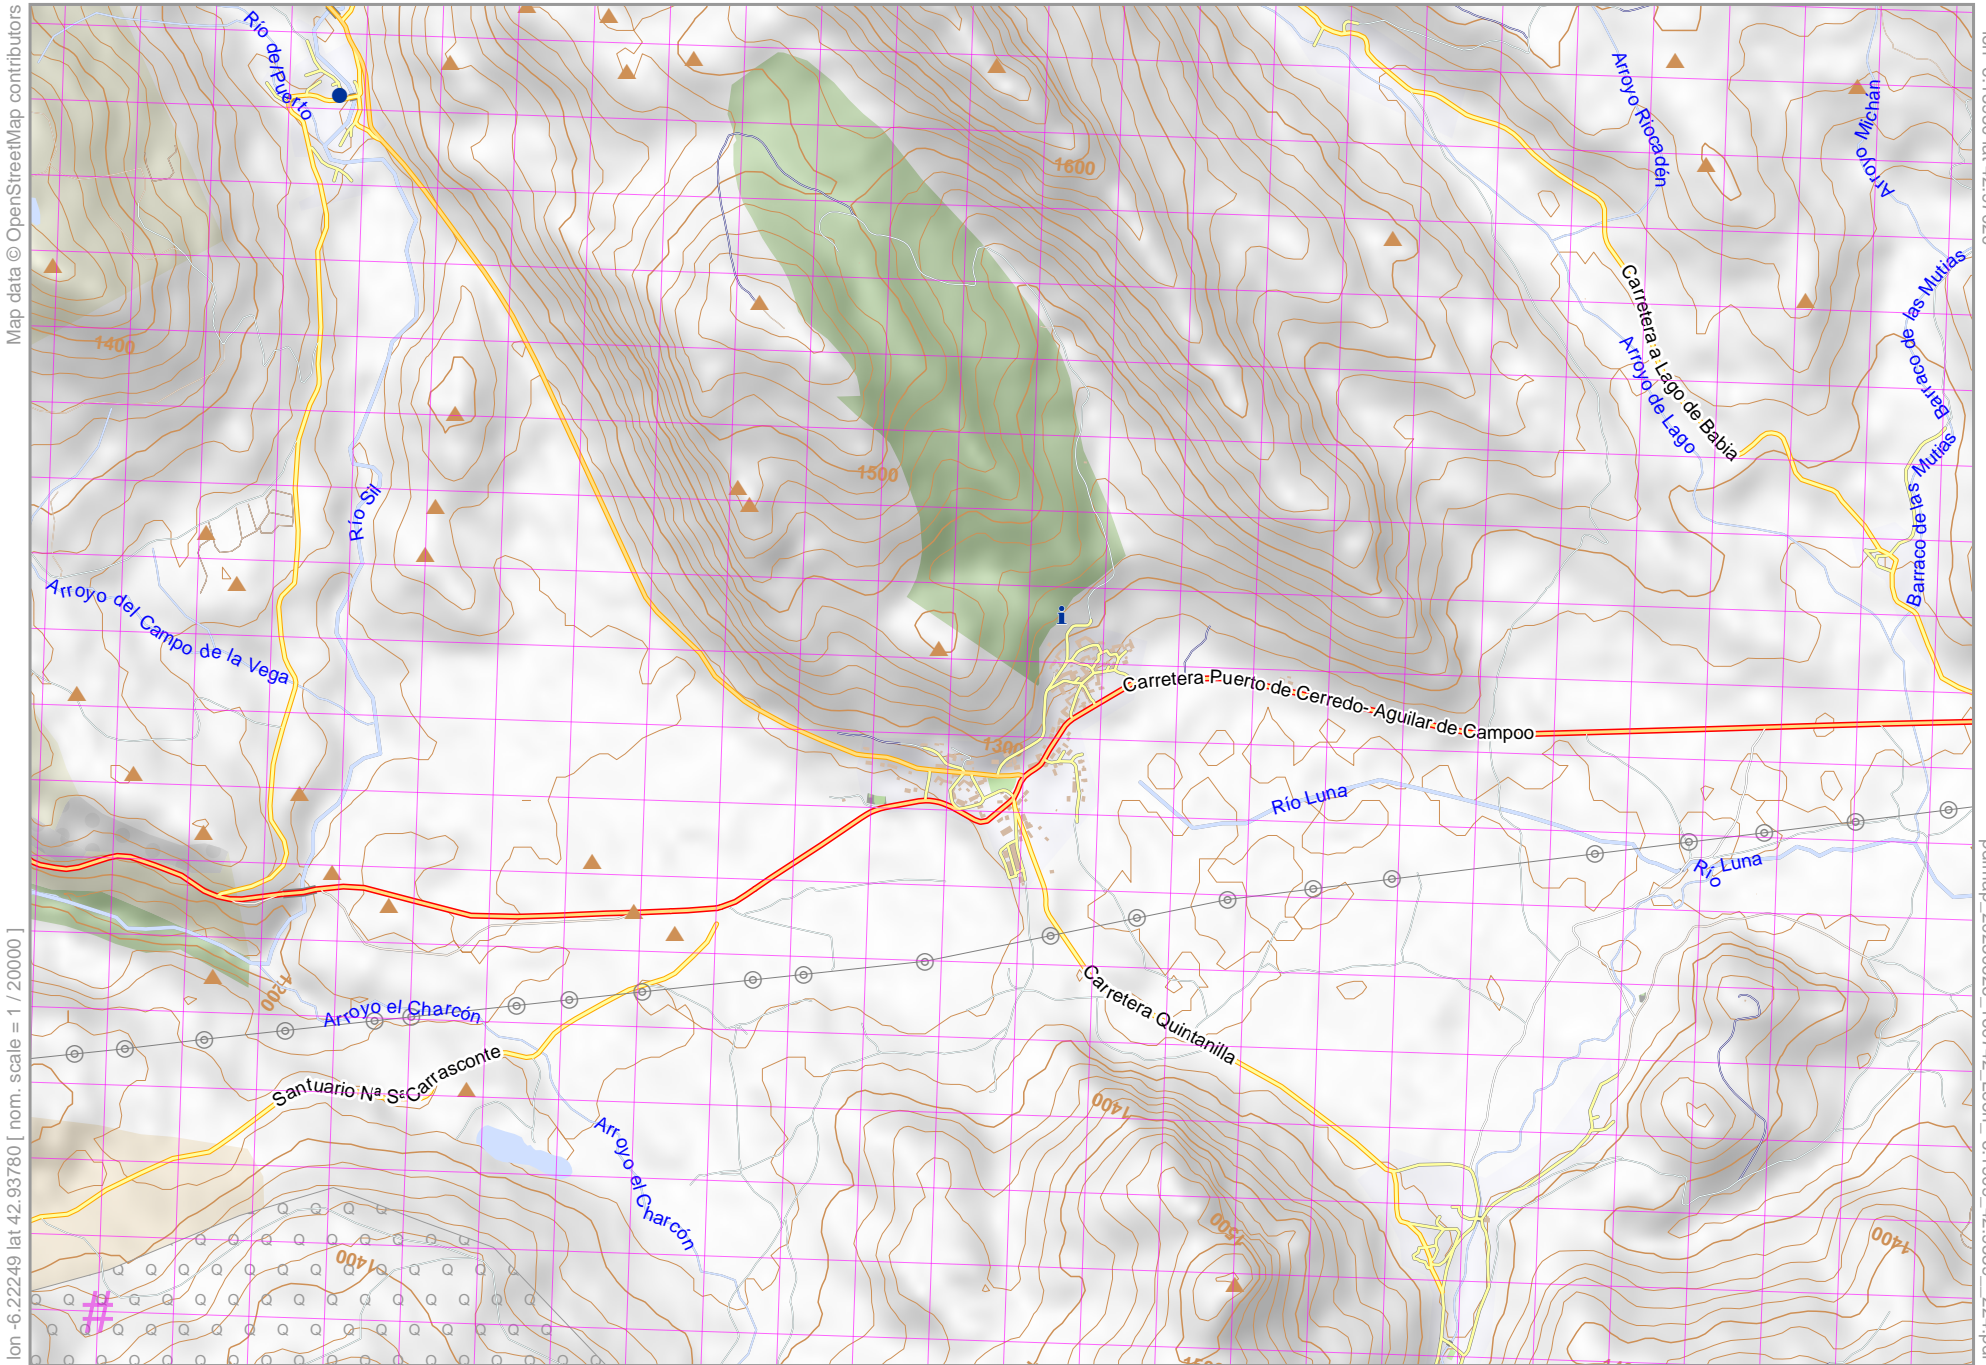 Map data © OpenStreetMap contributors
lon -6.22249 lat 42.93780 [ nom. scale = 1 / 20000 ]
Río del Puerto
1600
Arroyo Riocadén
Arroyo Michán
Barraco de las Mutias
Carretera a Lago de Babia
Arroyo de Lago
1400
1500
Río Sil
Barraco de las Mutias
Arroyo del Campo de la Vega
i
Carretera Puerto de Cerredo- Aguilar de Campoo
1300
Río Luna
Río Luna
1200
Arroyo el Charcón
Carretera Quintanilla
Santuario Nª Sª Carrasconte
1400
Arroyo el Charcón
1500
1400
1400
#